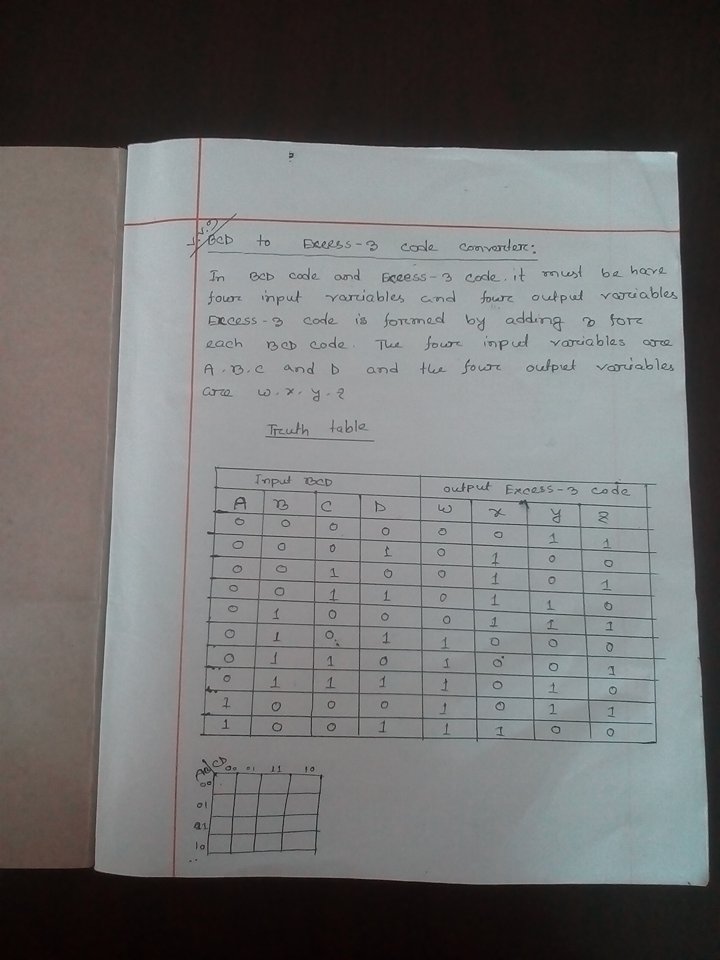 BCD to Excess-3 code converter:
In BCD code and Excess-3 code. it must be have
four input variables and four output variables
Excess-3 code is formed by adding 3 for
each BCD code. The four input variables are
A.B.C and D and the four output variables
are w.x.y.z
Truth table
Input BCD output Excess-3 code
A B C D w x y z
0 0 0 0 0 0 1 1
0 0 0 1 0 1 0 0
0 0 1 0 0 1 0 1
0 0 1 1 0 1 1 0
0 1 0 0 0 1 1 1
0 1 0 1 1 0 0 0
0 1 1 0 1 0 0 1
0 1 1 1 1 0 1 0
1 0 0 0 1 0 1 1
1 0 0 1 1 1 0 0
AB/CD 00 01 11 10
00
01
11
10